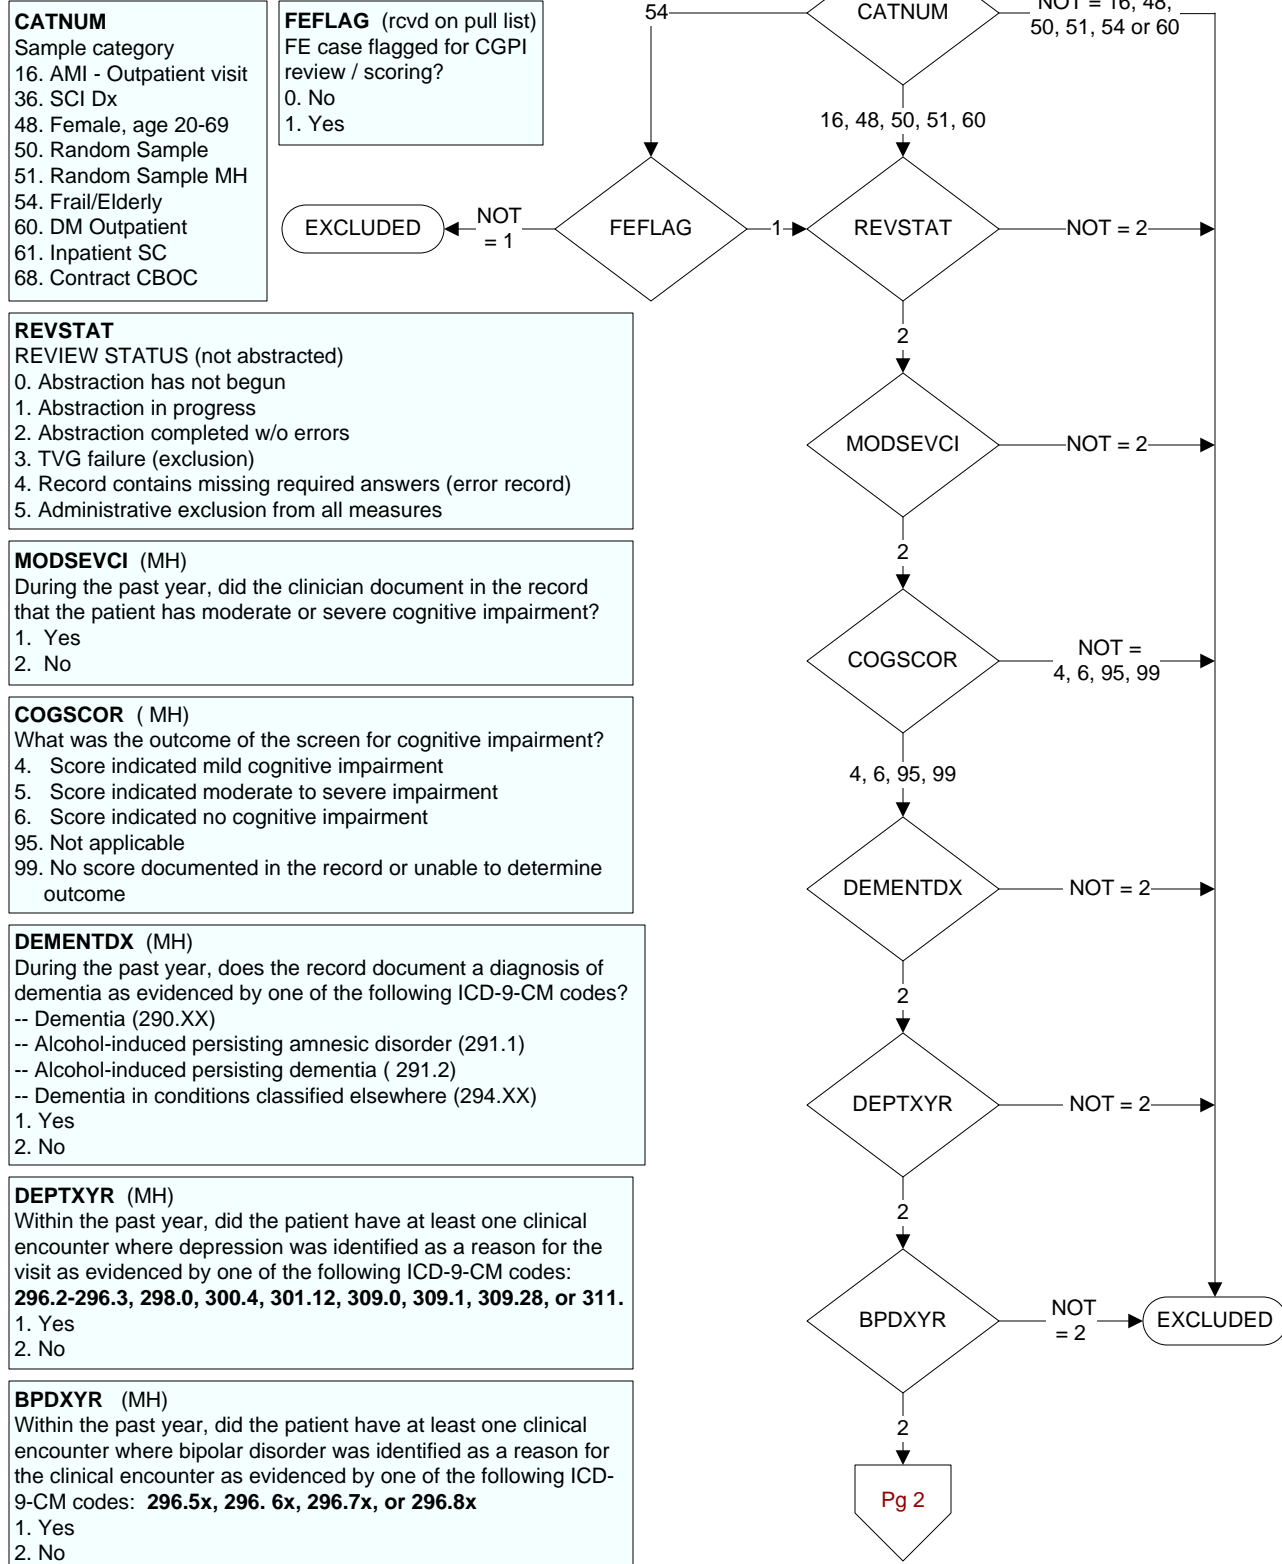 CATNUM
Sample category
16. AMI - Outpatient visit
36. SCI Dx
48. Female, age 20-69
50. Random Sample
51. Random Sample MH
54. Frail/Elderly
60. DM Outpatient
61. Inpatient SC
68. Contract CBOC
FEFLAG (rcvd on pull list)
FE case flagged for CGPI
review / scoring?
0. No
1. Yes
REVSTAT
REVIEW STATUS (not abstracted)
0. Abstraction has not begun
1. Abstraction in progress
2. Abstraction completed w/o errors
3. TVG failure (exclusion)
4. Record contains missing required answers (error record)
5. Administrative exclusion from all measures
MODSEVCI (MH)
During the past year, did the clinician document in the record
that the patient has moderate or severe cognitive impairment?
1. Yes
2. No
COGSCOR ( MH)
What was the outcome of the screen for cognitive impairment?
4. Score indicated mild cognitive impairment
5. Score indicated moderate to severe impairment
6. Score indicated no cognitive impairment
95. Not applicable
99. No score documented in the record or unable to determine
outcome
DEMENTDX (MH)
During the past year, does the record document a diagnosis of
dementia as evidenced by one of the following ICD-9-CM codes?
-- Dementia (290.XX)
-- Alcohol-induced persisting amnesic disorder (291.1)
-- Alcohol-induced persisting dementia ( 291.2)
-- Dementia in conditions classified elsewhere (294.XX)
1. Yes
2. No
DEPTXYR (MH)
Within the past year, did the patient have at least one clinical
encounter where depression was identified as a reason for the
visit as evidenced by one of the following ICD-9-CM codes:
296.2-296.3, 298.0, 300.4, 301.12, 309.0, 309.1, 309.28, or 311.
1. Yes
2. No
BPDXYR (MH)
Within the past year, did the patient have at least one clinical
encounter where bipolar disorder was identified as a reason for
the clinical encounter as evidenced by one of the following ICD-
9-CM codes: 296.5x, 296. 6x, 296.7x, or 296.8x
1. Yes
2. No
54
CATNUM
NOT = 16, 48,
50, 51, 54 or 60
16, 48, 50, 51, 60
EXCLUDED
NOT
= 1
FEFLAG
1
REVSTAT
NOT = 2
2
MODSEVCI
NOT = 2
2
COGSCOR
NOT =
4, 6, 95, 99
4, 6, 95, 99
DEMENTDX
NOT = 2
2
DEPTXYR
NOT = 2
2
BPDXYR
NOT
= 2
EXCLUDED
2
Pg 2